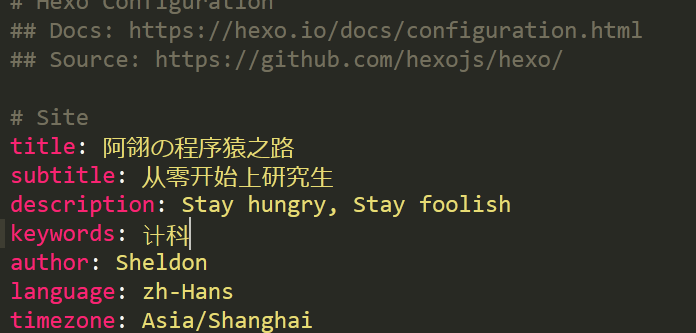 # Hexo Configuration
## Docs: https://hexo.io/docs/configuration.html
## Source: https://github.com/hexojs/hexo/
# Site
title: 阿翎の程序猿之路
subtitle: 从零开始上研究生
description: Stay hungry, Stay foolish
keywords: 计科
author: Sheldon
language: zh-Hans
timezone: Asia/Shanghai